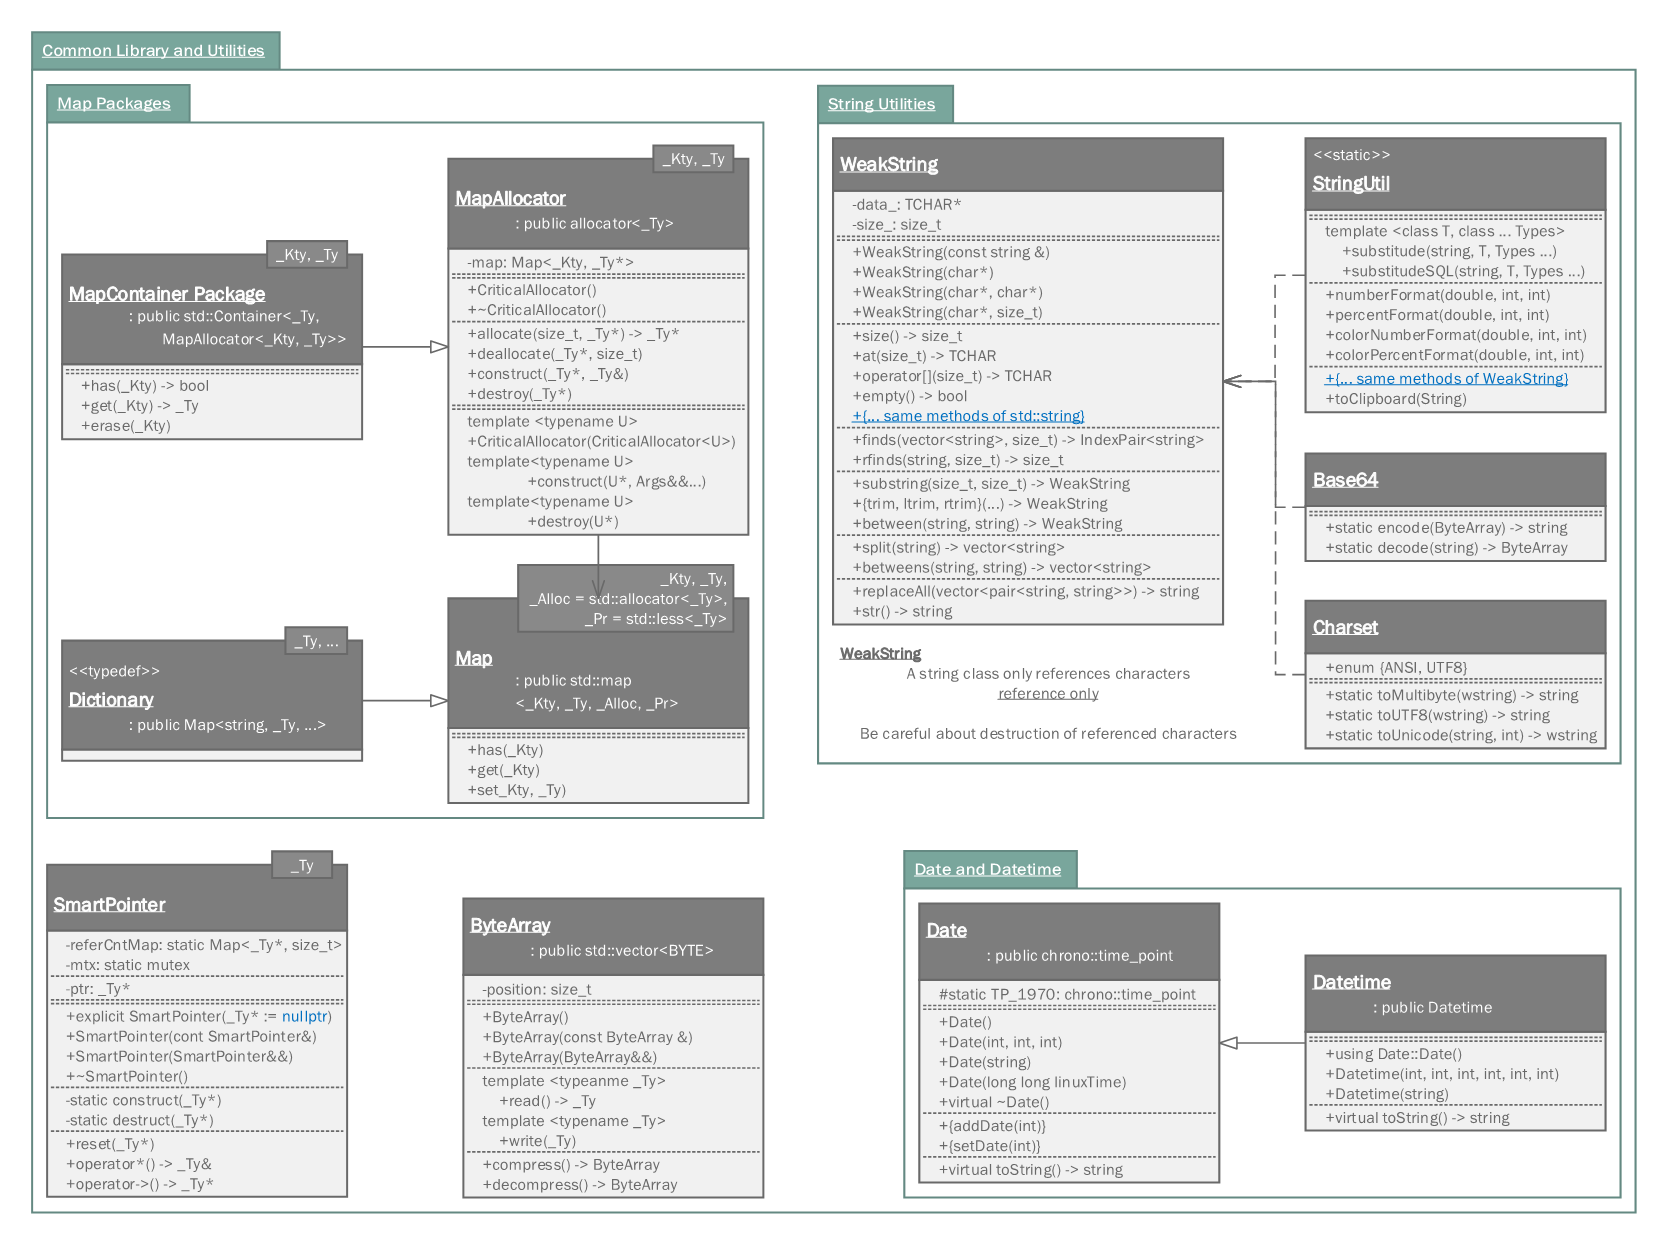 Common Library and Utilities
Map Packages
_Kty, _Ty
MapContainer Package
: public std::Container<_Ty,
MapAllocator<_Kty, _Ty>>
+has(_Kty) -> bool
+get(_Kty) -> _Ty
+erase(_Kty)
_Kty, _Ty
MapAllocator
: public allocator<_Ty>
-map: Map<_Kty, _Ty*>
+CriticalAllocator()
+~CriticalAllocator()
+allocate(size_t, _Ty*) -> _Ty*
+deallocate(_Ty*, size_t)
+construct(_Ty*, _Ty&)
+destroy(_Ty*)
template <typename U>
+CriticalAllocator(CriticalAllocator<U>)
template<typename U>
+construct(U*, Args&&...)
template<typename U>
+destroy(U*)
_Ty, ...
<<typedef>>
Dictionary
: public Map<string, _Ty, ...>
_Kty, _Ty,
_Alloc = std::allocator<_Ty>,
_Pr = std::less<_Ty>
Map
: public std::map
<_Kty, _Ty, _Alloc, _Pr>
+has(_Kty)
+get(_Kty)
+set_Kty, _Ty)
String Utilities
WeakString
-data_: TCHAR*
-size_: size_t
+WeakString(const string &)
+WeakString(char*)
+WeakString(char*, char*)
+WeakString(char*, size_t)
+size() -> size_t
+at(size_t) -> TCHAR
+operator[](size_t) -> TCHAR
+empty() -> bool
+{... same methods of std::string}
+finds(vector<string>, size_t) -> IndexPair<string>
+rfinds(string, size_t) -> size_t
+substring(size_t, size_t) -> WeakString
+{trim, ltrim, rtrim}(...) -> WeakString
+between(string, string) -> WeakString
+split(string) -> vector<string>
+betweens(string, string) -> vector<string>
+replaceAll(vector<pair<string, string>>) -> string
+str() -> string
WeakString
A string class only references characters
reference only
Be careful about destruction of referenced characters
<<static>>
StringUtil
template <class T, class ... Types>
+substitude(string, T, Types ...)
+substitudeSQL(string, T, Types ...)
+numberFormat(double, int, int)
+percentFormat(double, int, int)
+colorNumberFormat(double, int, int)
+colorPercentFormat(double, int, int)
+{... same methods of WeakString}
+toClipboard(String)
Base64
+static encode(ByteArray) -> string
+static decode(string) -> ByteArray
Charset
+enum {ANSI, UTF8}
+static toMultibyte(wstring) -> string
+static toUTF8(wstring) -> string
+static toUnicode(string, int) -> wstring
_Ty
SmartPointer
-referCntMap: static Map<_Ty*, size_t>
-mtx: static mutex
-ptr: _Ty*
+explicit SmartPointer(_Ty* := nullptr)
+SmartPointer(cont SmartPointer&)
+SmartPointer(SmartPointer&&)
+~SmartPointer()
-static construct(_Ty*)
-static destruct(_Ty*)
+reset(_Ty*)
+operator*() -> _Ty&
+operator->() -> _Ty*
ByteArray
: public std::vector<BYTE>
-position: size_t
+ByteArray()
+ByteArray(const ByteArray &)
+ByteArray(ByteArray&&)
template <typeanme _Ty>
+read() -> _Ty
template <typename _Ty>
+write(_Ty)
+compress() -> ByteArray
+decompress() -> ByteArray
Date and Datetime
Date
: public chrono::time_point
#static TP_1970: chrono::time_point
+Date()
+Date(int, int, int)
+Date(string)
+Date(long long linuxTime)
+virtual ~Date()
+{addDate(int)}
+{setDate(int)}
+virtual toString() -> string
Datetime
: public Datetime
+using Date::Date()
+Datetime(int, int, int, int, int, int)
+Datetime(string)
+virtual toString() -> string